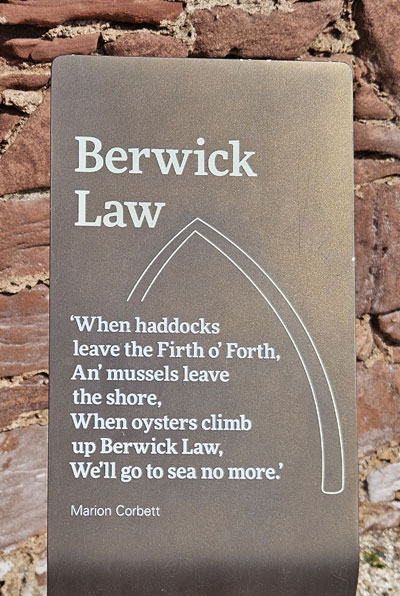 Berwick
Law
‘When haddocks
leave the Firth o’ Forth,
An’ mussels leave
the shore,
When oysters climb
up Berwick Law,
We’ll go to sea no more.’
Marion Corbett